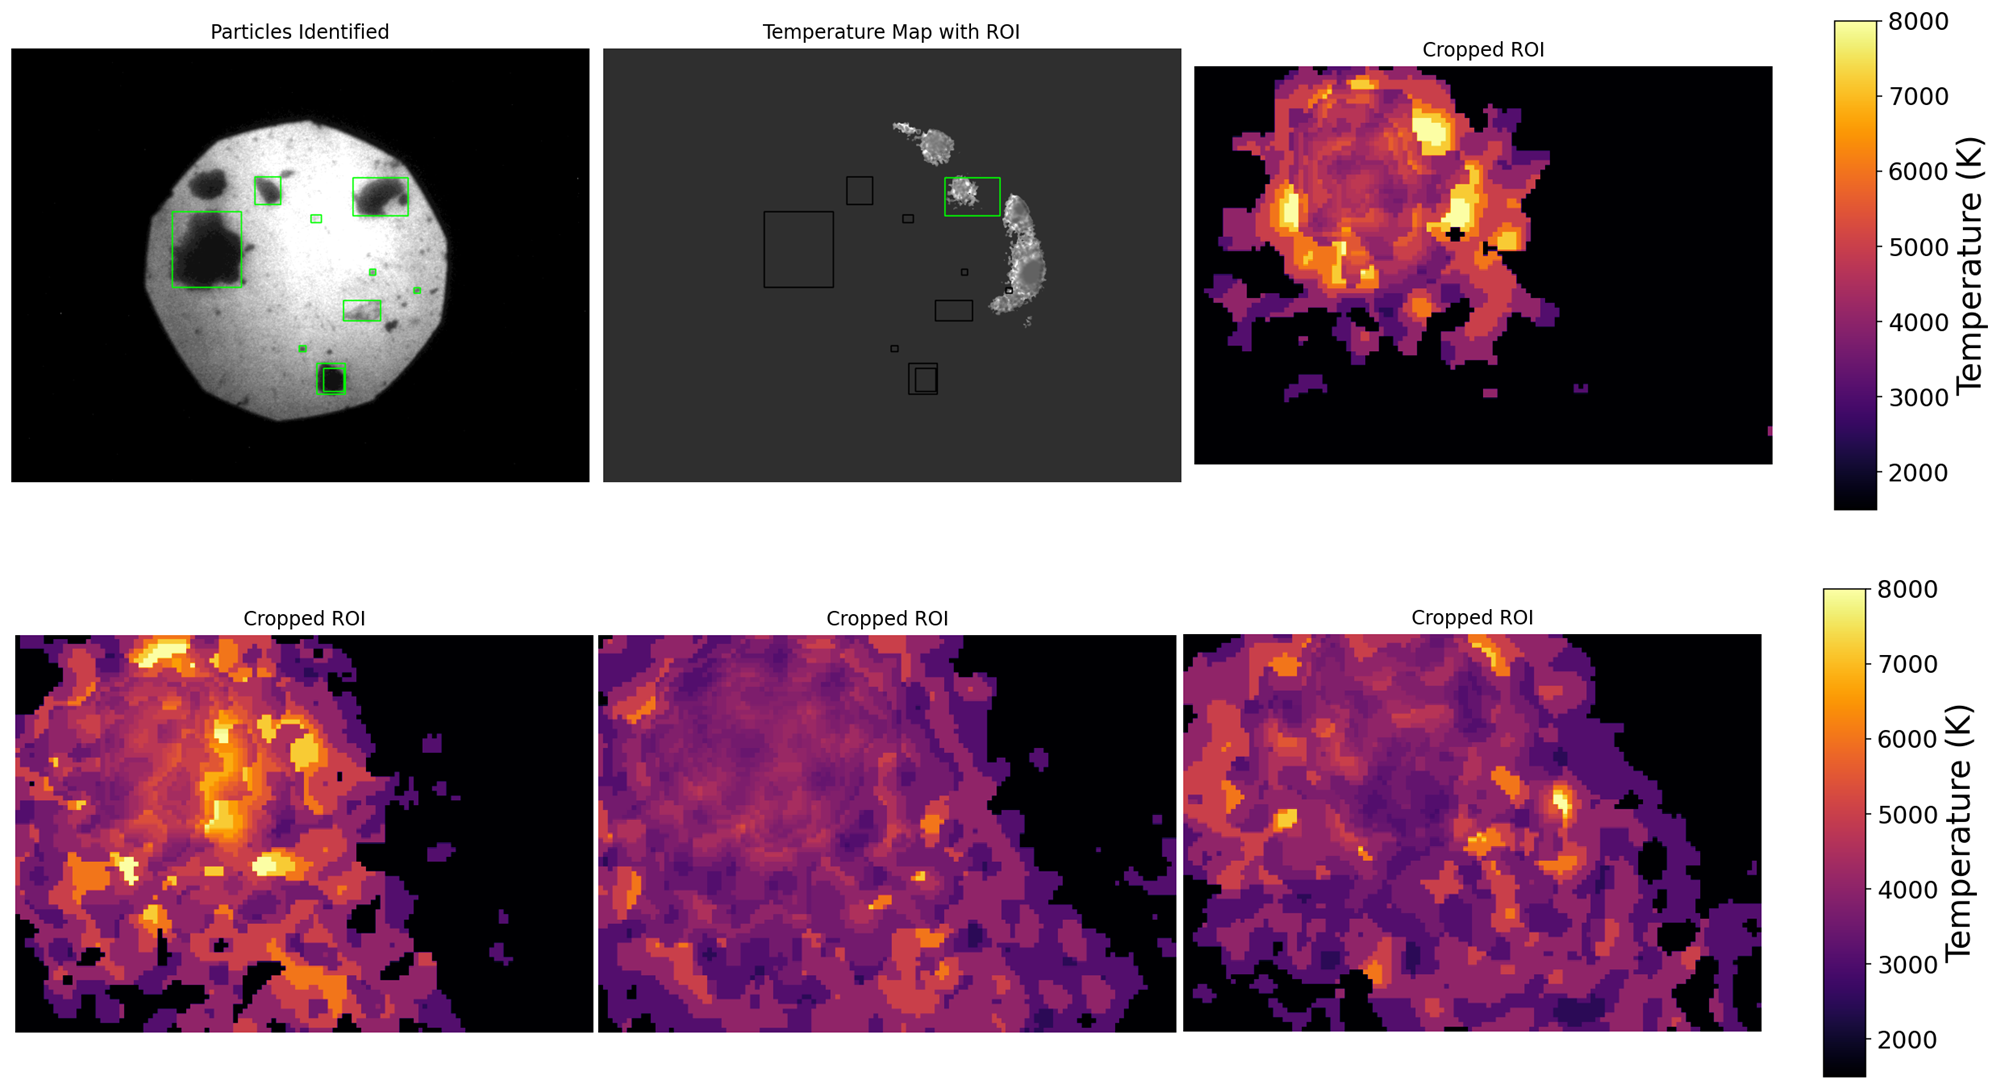 Particles Identified
Temperature Map with ROI
Cropped ROI
8000
7000
6000
5000
4000
3000
2000
Temperature (K)
Cropped ROI
Cropped ROI
Cropped ROI
8000
7000
6000
5000
4000
3000
2000
Temperature (K)